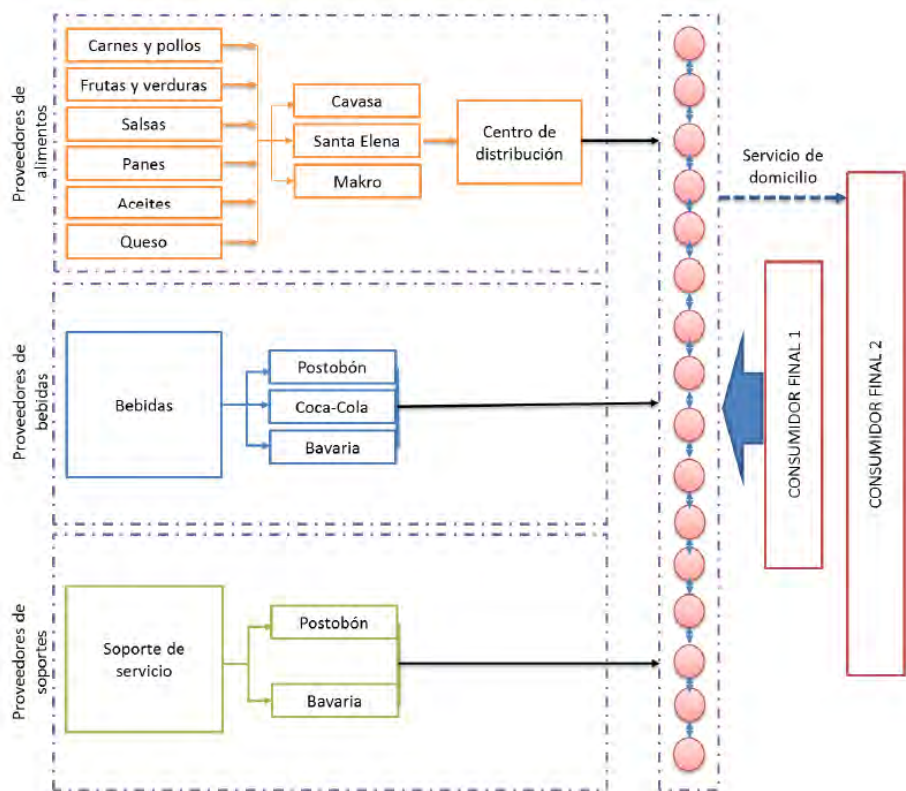 Proveedores de
alimentos
Carnes y pollos
Frutas y verduras
Salsas
Panes
Aceites
Queso
Cavasa
Santa Elena
Makro
Centro de
distribución
Servicio de
domicilio
CONSUMIDOR FINAL 1
CONSUMIDOR FINAL 2
Proveedores de
bebidas
Bebidas
Postobón
Coca-Cola
Bavaria
Proveedores de
soportes
Soporte de
servicio
Postobón
Bavaria